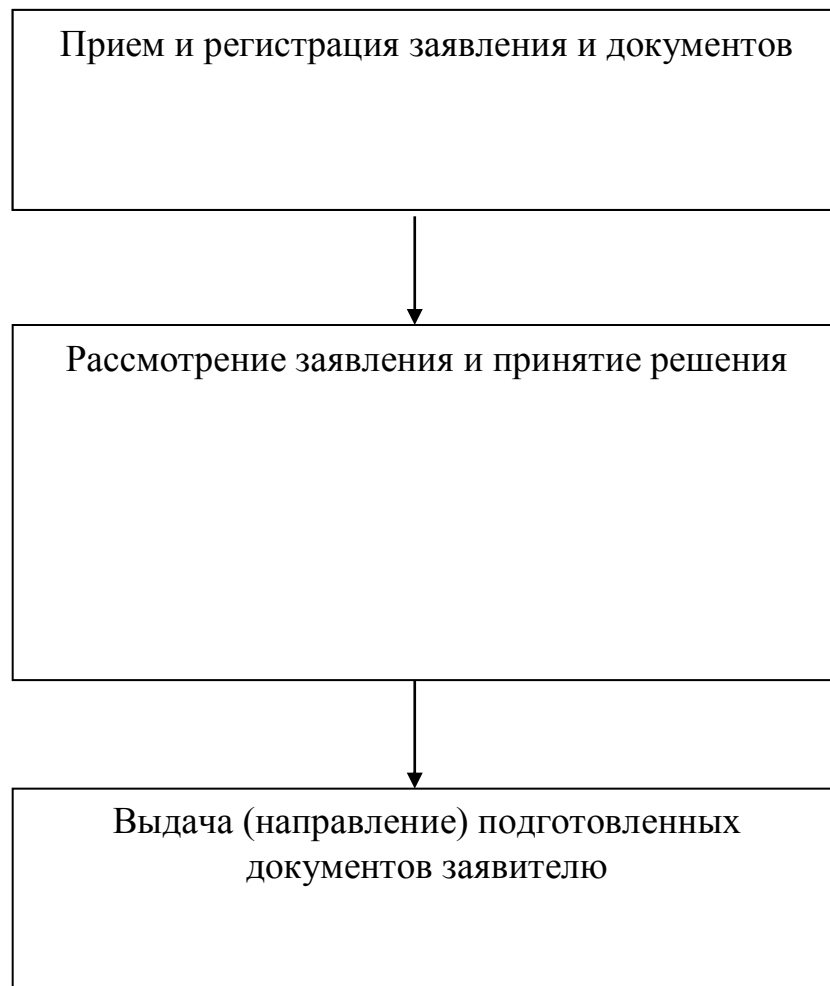 Прием и регистрация заявления и документов
Рассмотрение заявления и принятие решения
Выдача (направление) подготовленных
документов заявителю